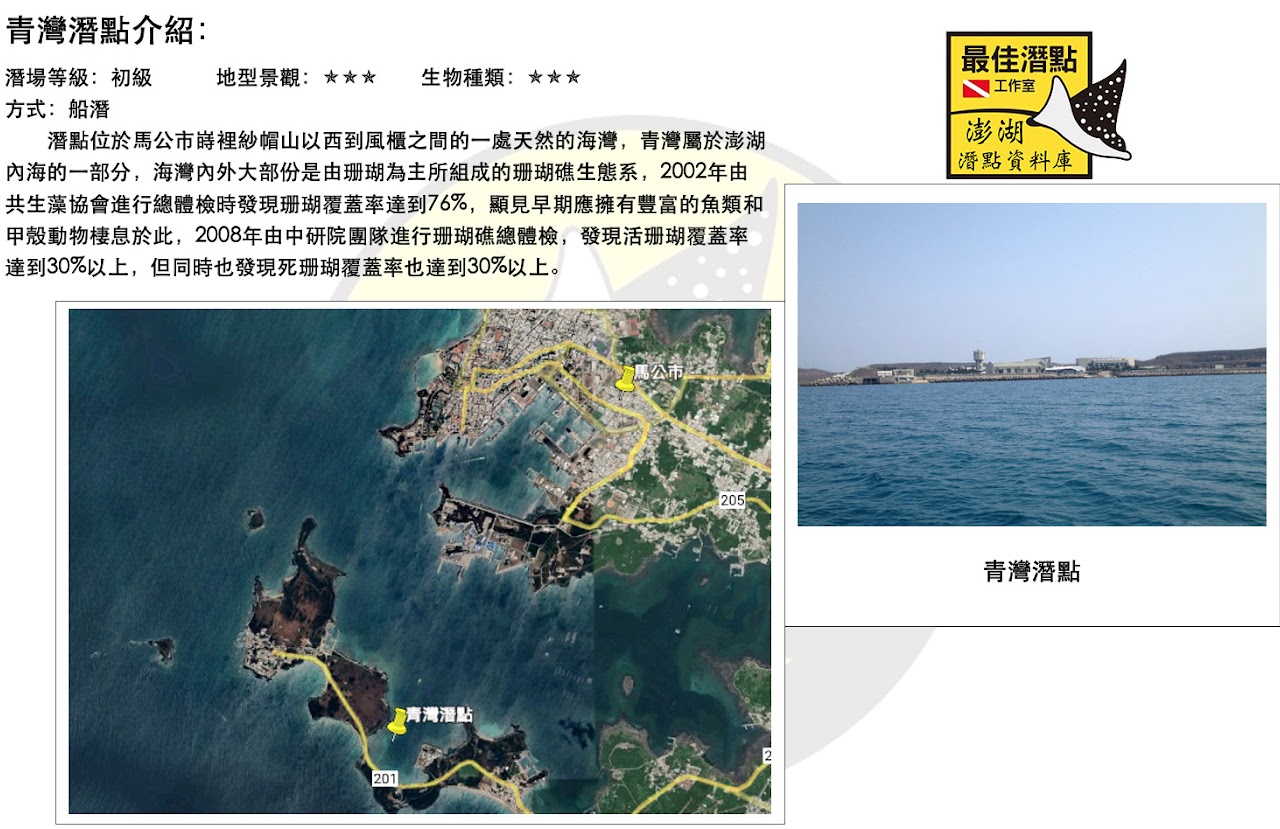 青灣潛點介紹：
潛場等級：初級 地型景觀：★★★ 生物種類：★★★
方式：船潛
潛點位於馬公市嵵裡紗帽山以西到風櫃之間的一處天然的海灣，青灣屬於澎湖
內海的一部分，海灣內外大部份是由珊瑚為主所組成的珊瑚礁生態系，2002年由
共生藻協會進行總體檢時發現珊瑚覆蓋率達到76%，顯見早期應擁有豐富的魚類和
甲殼動物棲息於此，2008年由中研院團隊進行珊瑚礁總體檢，發現活珊瑚覆蓋率
達到30%以上，但同時也發現死珊瑚覆蓋率也達到30%以上。
最佳潛點
工作室
澎湖
潛點資料庫
馬公市
205
青灣潛點
201
2
青灣潛點